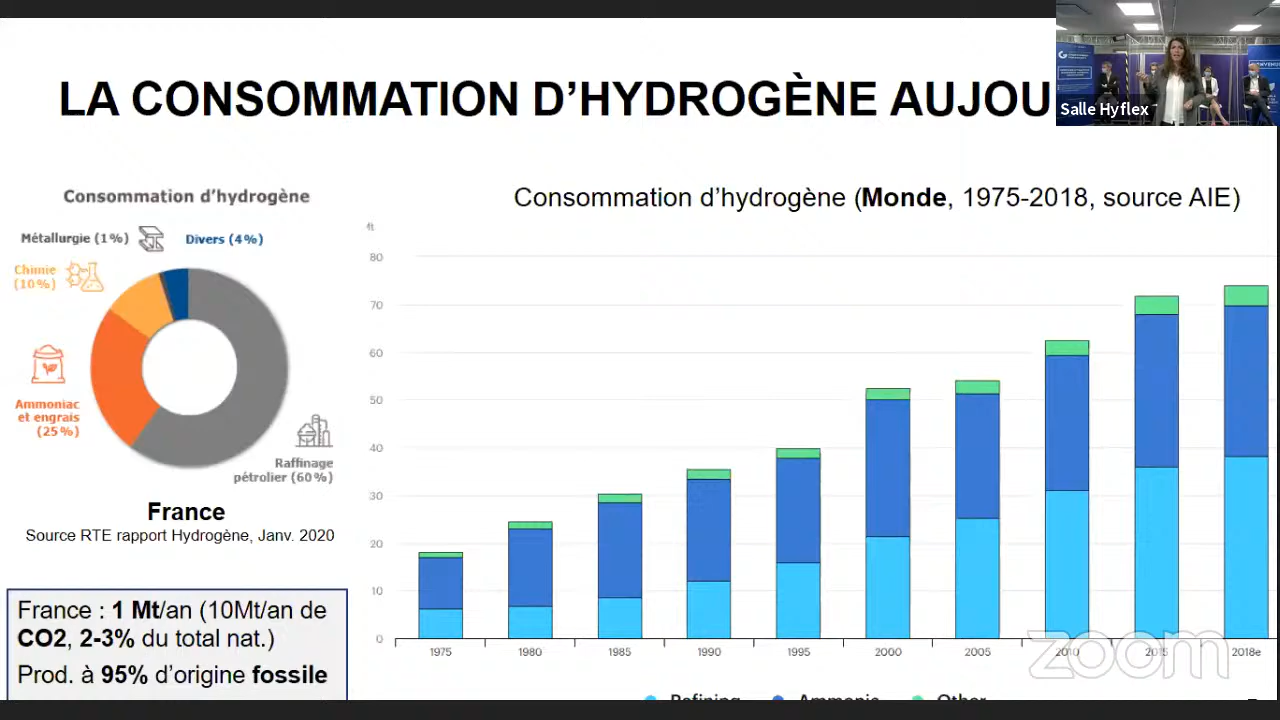 LA CONSOMMATION D'HYDROGÈNE AUJOU
Salle Hyflex
Consommation d'hydrogène
Métallurgie (1%)
Divers (4%)
Chimie
(10%)
Ammoniac
et engrais
(25%)
Raffinage
pétrolier (60%)
France
Source RTE rapport Hydrogène, Janv. 2020
France : 1 Mt/an (10Mt/an de
CO2, 2-3% du total nat.)
Prod. à 95% d'origine fossile
Consommation d'hydrogène (Monde, 1975-2018, source AIE)
80
70
60
50
40
30
20
10
0
1975 1980 1985 1990 1995 2000 2005 2010 2015 2018e
Refining Ammonia Other
zoom